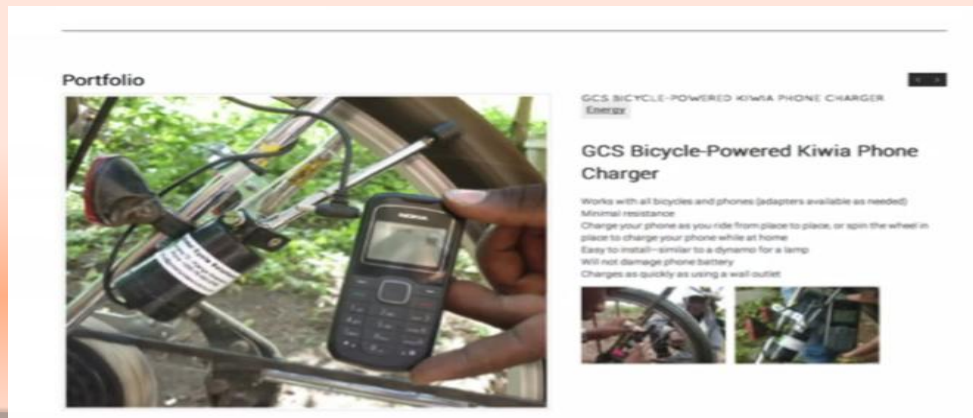 Portfolio
GCS BICYCLE-POWERED KIWIA PHONE CHARGER
Energy
GCS Bicycle-Powered Kiwia Phone
Charger
Works with all bicycles and phones (adapters available as needed)
Minimal resistance
Charge your phone as you ride from place to place, or spin the wheel in
place to charge your phone while at home
Easy to install—similar to a dynamo for a lamp
Will not damage phone battery
Charges as quickly as using a wall outlet
NOKIA